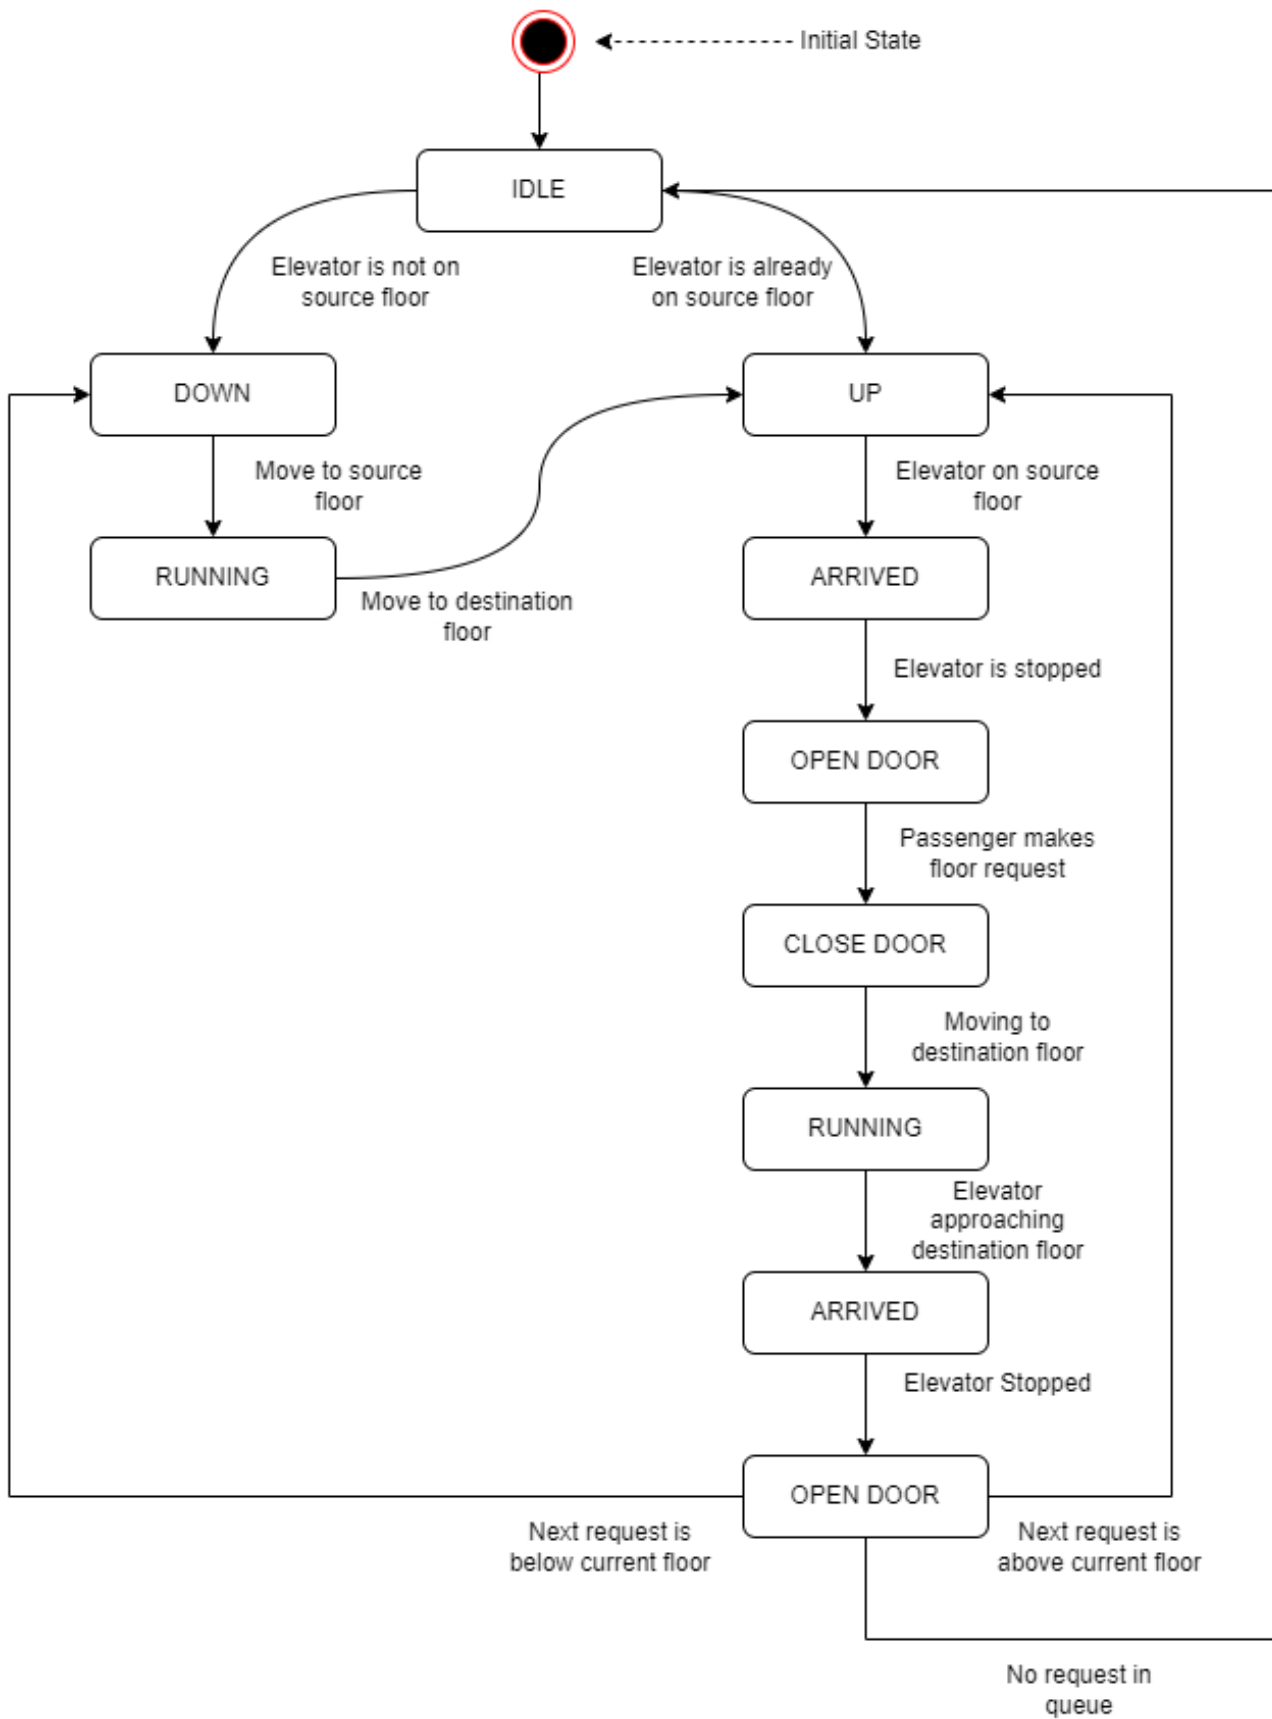 Initial State
IDLE
Elevator is not on
source floor
Elevator is already
on source floor
DOWN
UP
Move to source
floor
Elevator on source
floor
RUNNING
ARRIVED
Move to destination
floor
Elevator is stopped
OPEN DOOR
Passenger makes
floor request
CLOSE DOOR
Moving to
destination floor
RUNNING
Elevator
approaching
destination floor
ARRIVED
Elevator Stopped
OPEN DOOR
Next request is
below current floor
Next request is
above current floor
No request in
queue